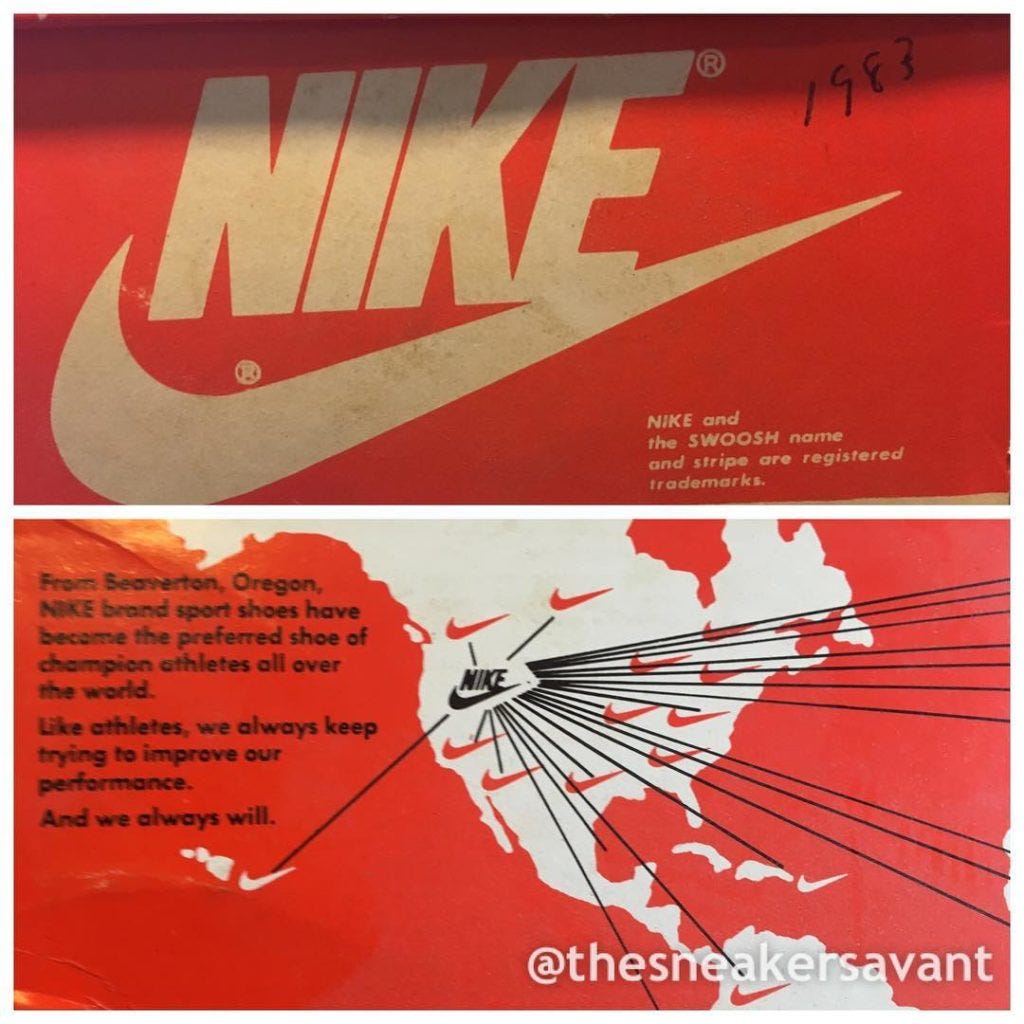 NIKE®
1983
®
NIKE and
the SWOOSH name
and stripe are registered
trademarks.
From Beaverton, Oregon,
NIKE brand sport shoes have
become the preferred shoe of
champion athletes all over
the world.
Like athletes, we always keep
trying to improve our
performance.
And we always will.
NIKE
@thesneakersavant